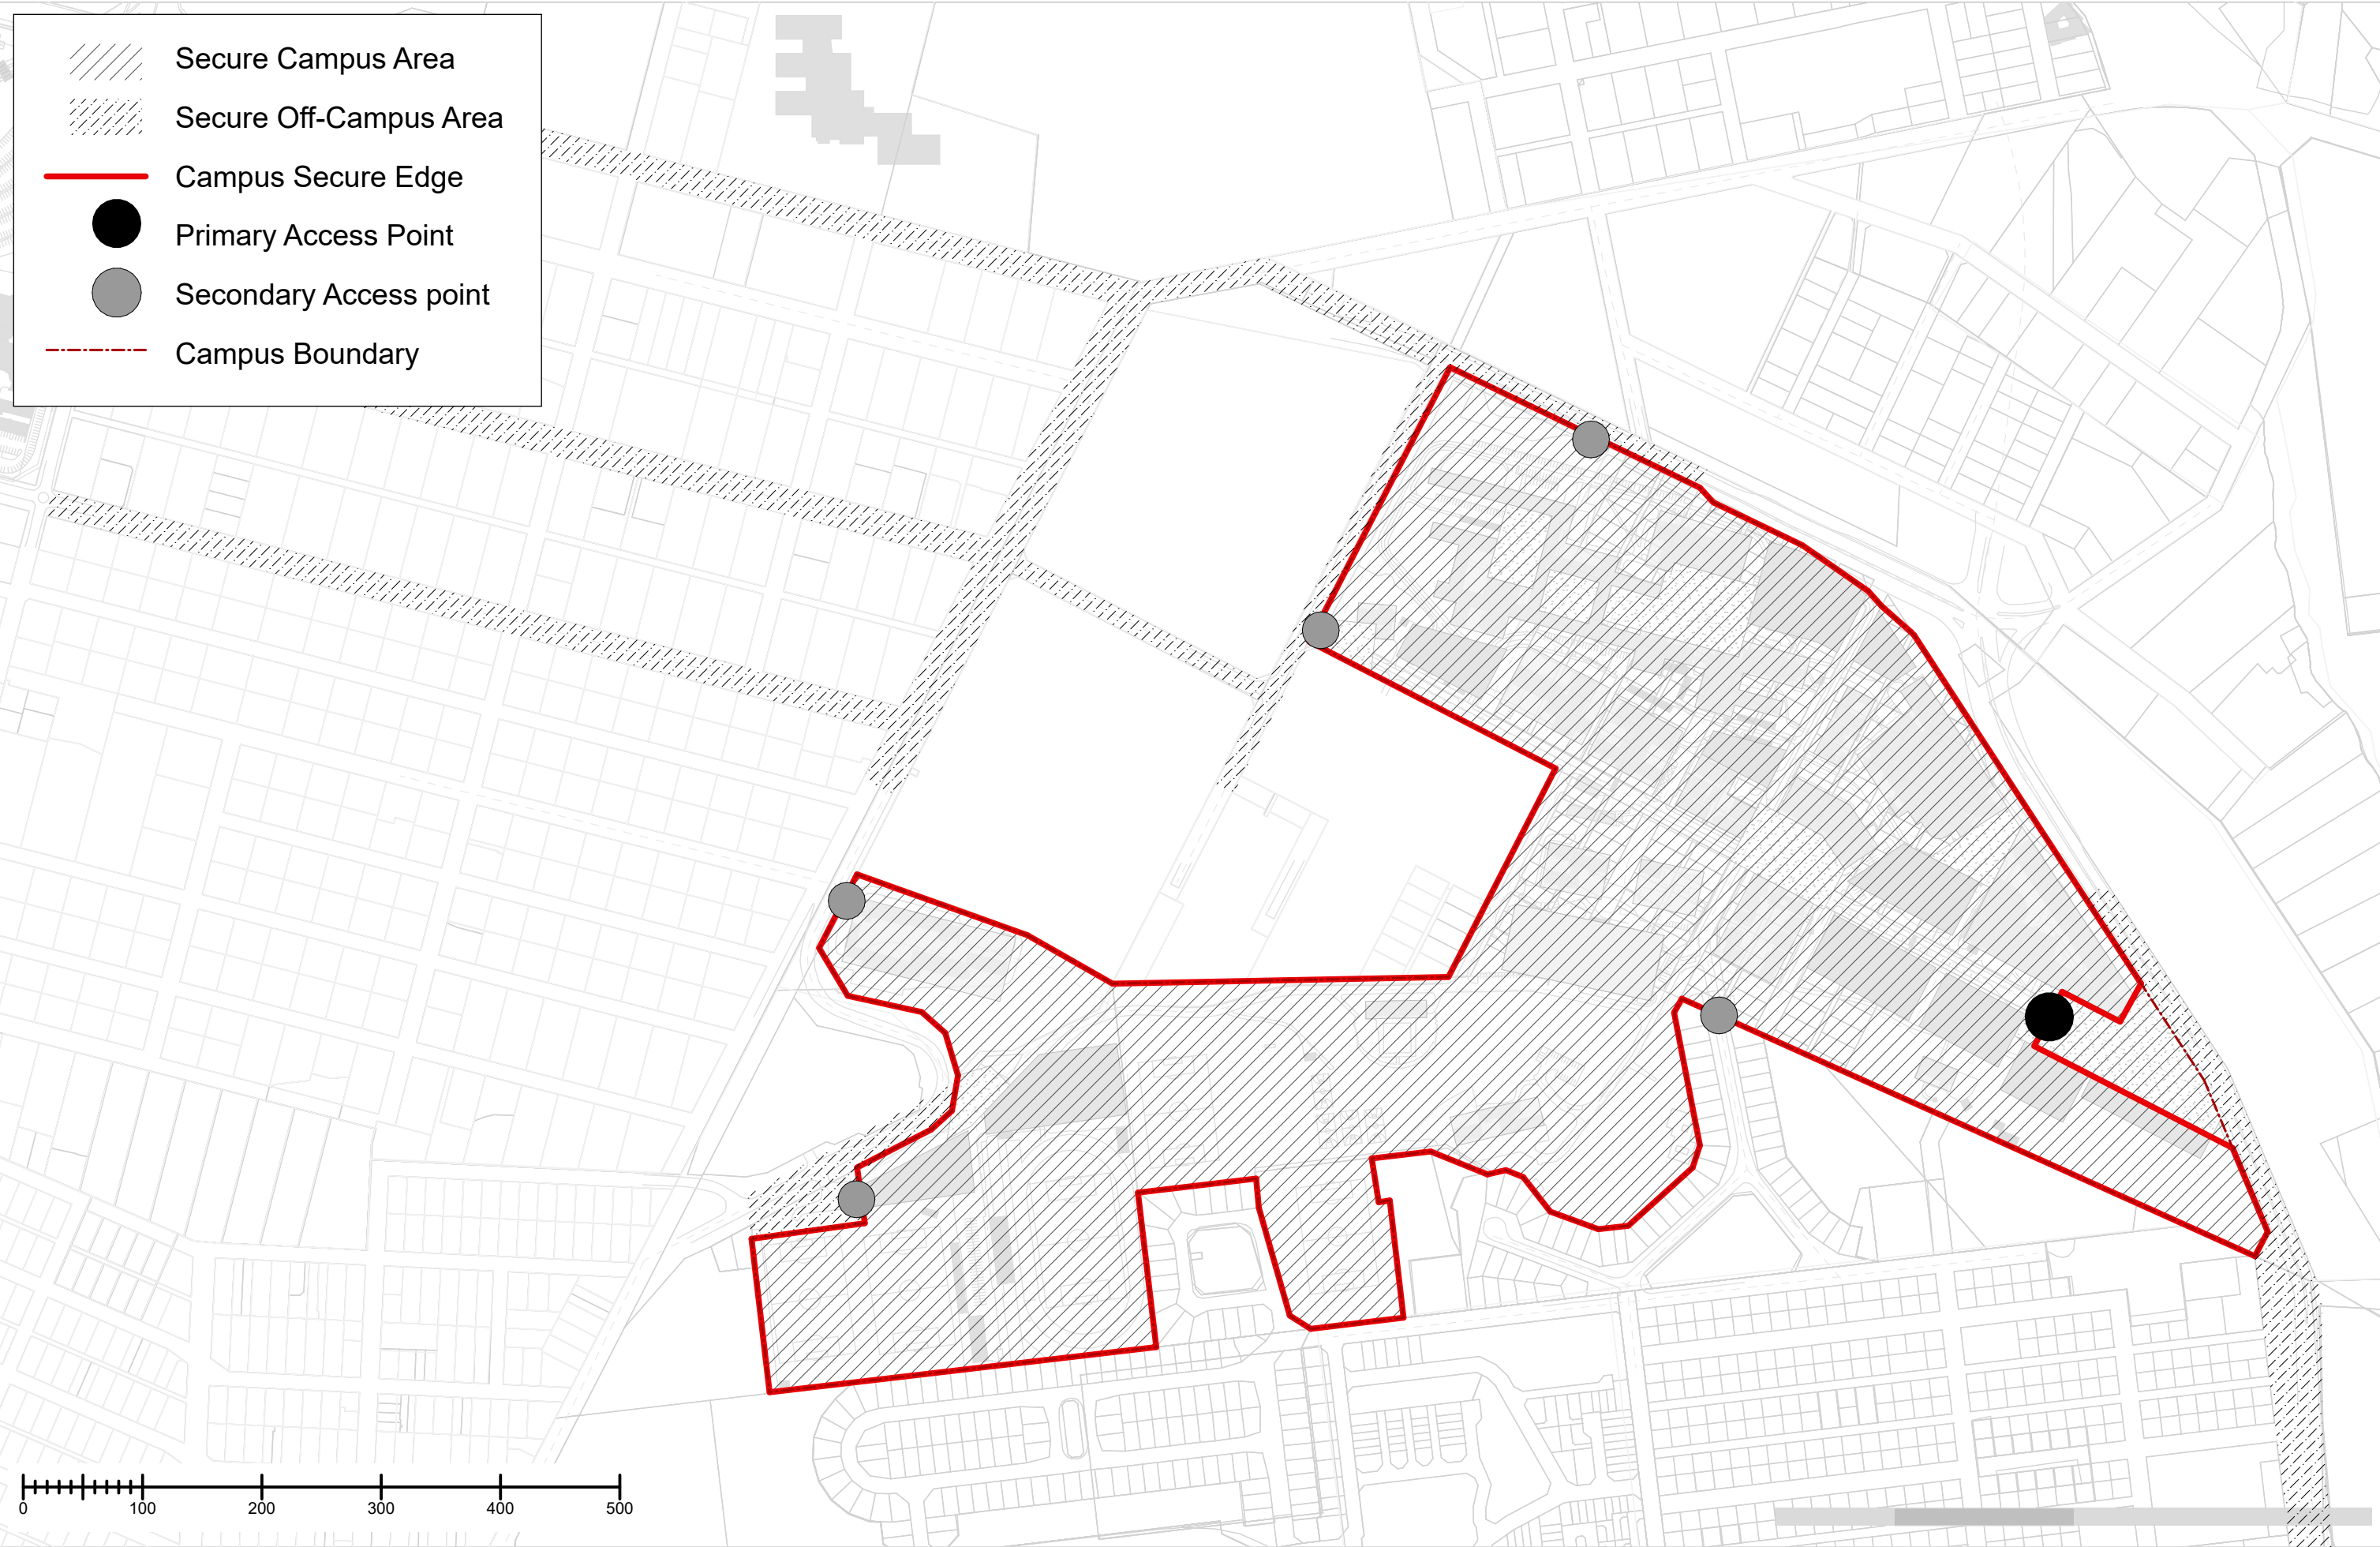 Secure Campus Area
Secure Off-Campus Area
Campus Secure Edge
Primary Access Point
Secondary Access point
Campus Boundary
0 100 200 300 400 500